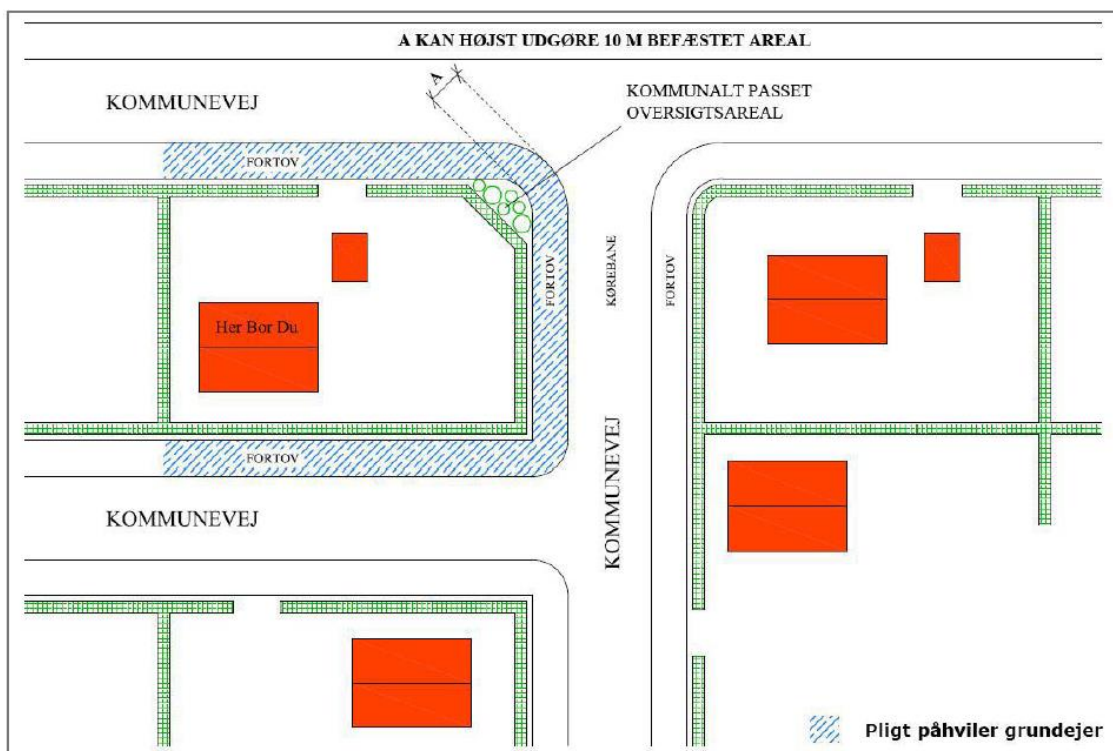 A KAN HØJST UDGØRE 10 M BEFÆSTET AREAL
A
KOMMUNEVEJ
KOMMUNALT PASSET
OVERSIGTSAREAL
FORTOV
FORTOV
KØREBANE
FORTOV
Her Bor Du
KOMMUNEVEJ
FORTOV
KOMMUNEVEJ
Pligt påhviler grundejer